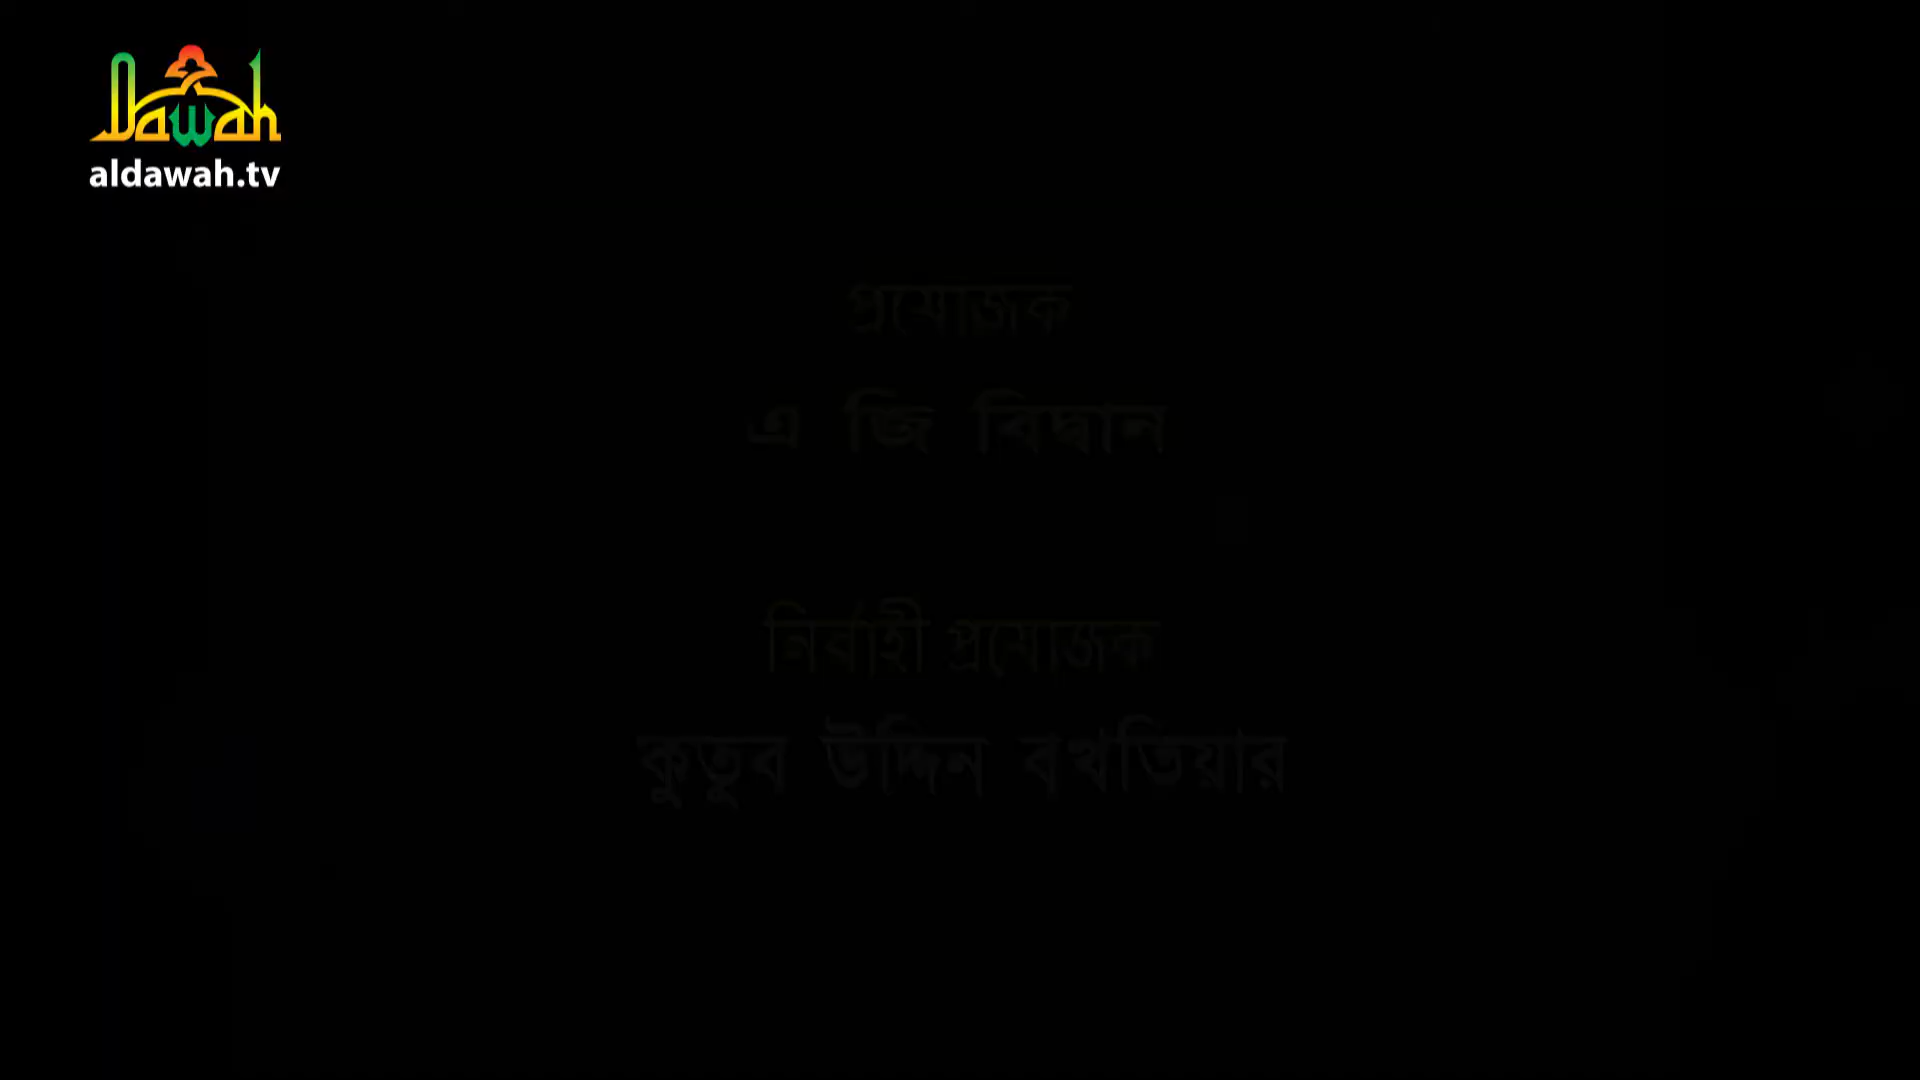 Dawah
aldawah.tv
প্রযোজক
এ জি বিদ্বান
নির্বাহী প্রযোজক
কুতুব উদ্দিন বখতিয়ার